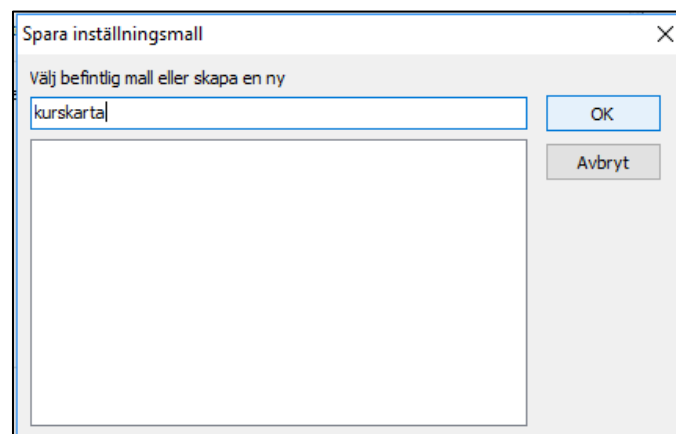 Spara inställningsmall
Välj befintlig mall eller skapa en ny
kurskarta
OK
Avbryt